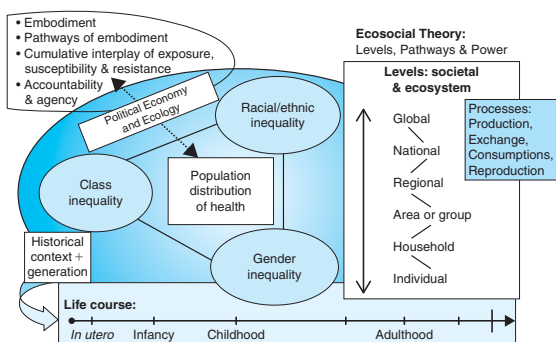 • Embodiment
• Pathways of embodiment
• Cumulative interplay of exposure,
susceptibility & resistance
• Accountability
& agency
Political Economy
and Ecology
Racial/ethnic
inequality
Class
inequality
Population
distribution
of health
Gender
inequality
Historical
context +
generation
Ecosocial Theory:
Levels, Pathways & Power
Levels: societal
& ecosystem
Global
National
Regional
Area or group
Household
Individual
Processes:
Production,
Exchange,
Consumptions,
Reproduction
Life course:
In utero
Infancy
Childhood
Adulthood